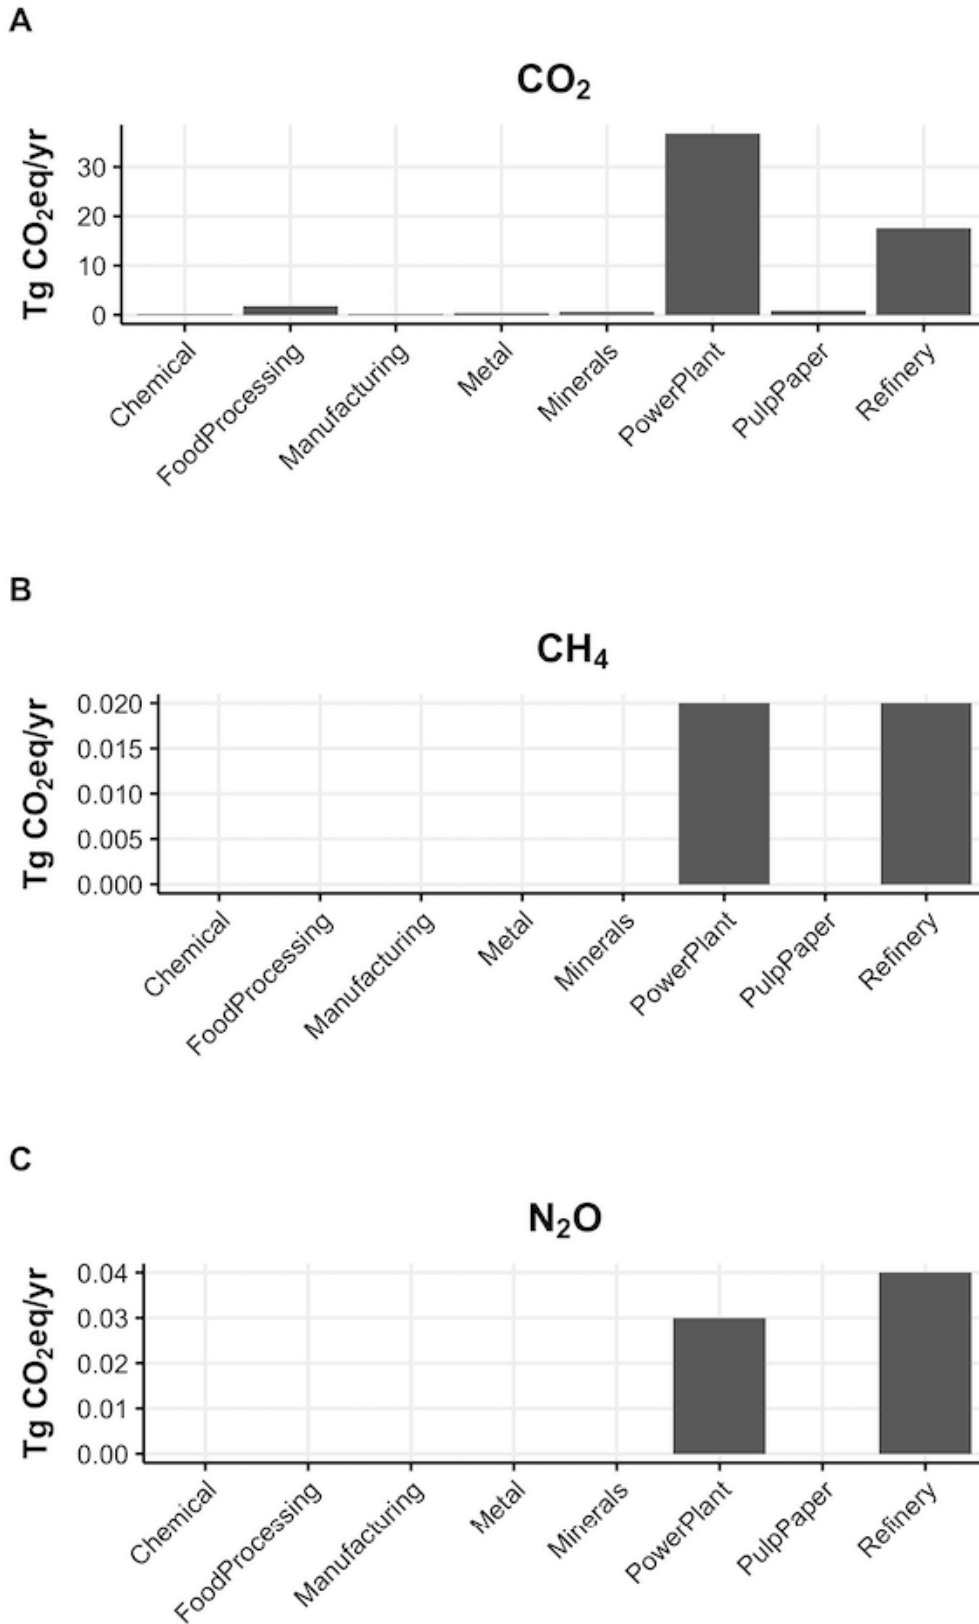 A
CO₂
Tg CO₂eq/yr
30
20
10
0
Chemical
FoodProcessing
Manufacturing
Metal
Minerals
PowerPlant
PulpPaper
Refinery
B
CH₄
Tg CO₂eq/yr
0.020
0.015
0.010
0.005
0.000
Chemical
FoodProcessing
Manufacturing
Metal
Minerals
PowerPlant
PulpPaper
Refinery
C
N₂O
Tg CO₂eq/yr
0.04
0.03
0.02
0.01
0.00
Chemical
FoodProcessing
Manufacturing
Metal
Minerals
PowerPlant
PulpPaper
Refinery